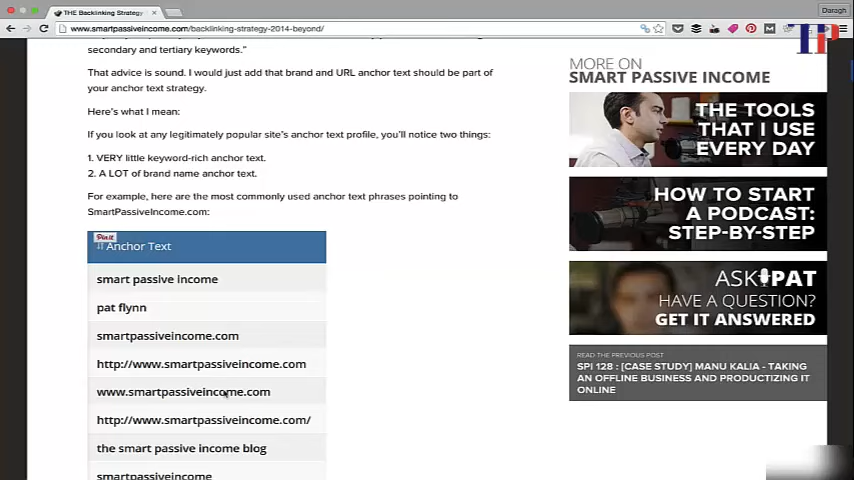 THE Backlinking Strategy
Daragh
www.smartpassiveincome.com/backlinking-strategy-2014-beyond/
TIP
secondary and tertiary keywords."
That advice is sound. I would just add that brand and URL anchor text should be part of
your anchor text strategy.
Here's what I mean:
If you look at any legitimately popular site's anchor text profile, you'll notice two things:
1. VERY little keyword-rich anchor text.
2. A LOT of brand name anchor text.
For example, here are the most commonly used anchor text phrases pointing to
SmartPassiveIncome.com:
Pin it
Anchor Text
smart passive income
pat flynn
smartpassiveincome.com
http://www.smartpassiveincome.com
www.smartpassiveincome.com
http://www.smartpassiveincome.com/
the smart passive income blog
smartpassiveincome
MORE ON
SMART PASSIVE INCOME
THE TOOLS
THAT I USE
EVERY DAY
HOW TO START
A PODCAST:
STEP-BY-STEP
ASK PAT
HAVE A QUESTION?
GET IT ANSWERED
READ THE PREVIOUS POST
SPI 128 : [CASE STUDY] MANU KALIA - TAKING
AN OFFLINE BUSINESS AND PRODUCTIZING IT
ONLINE